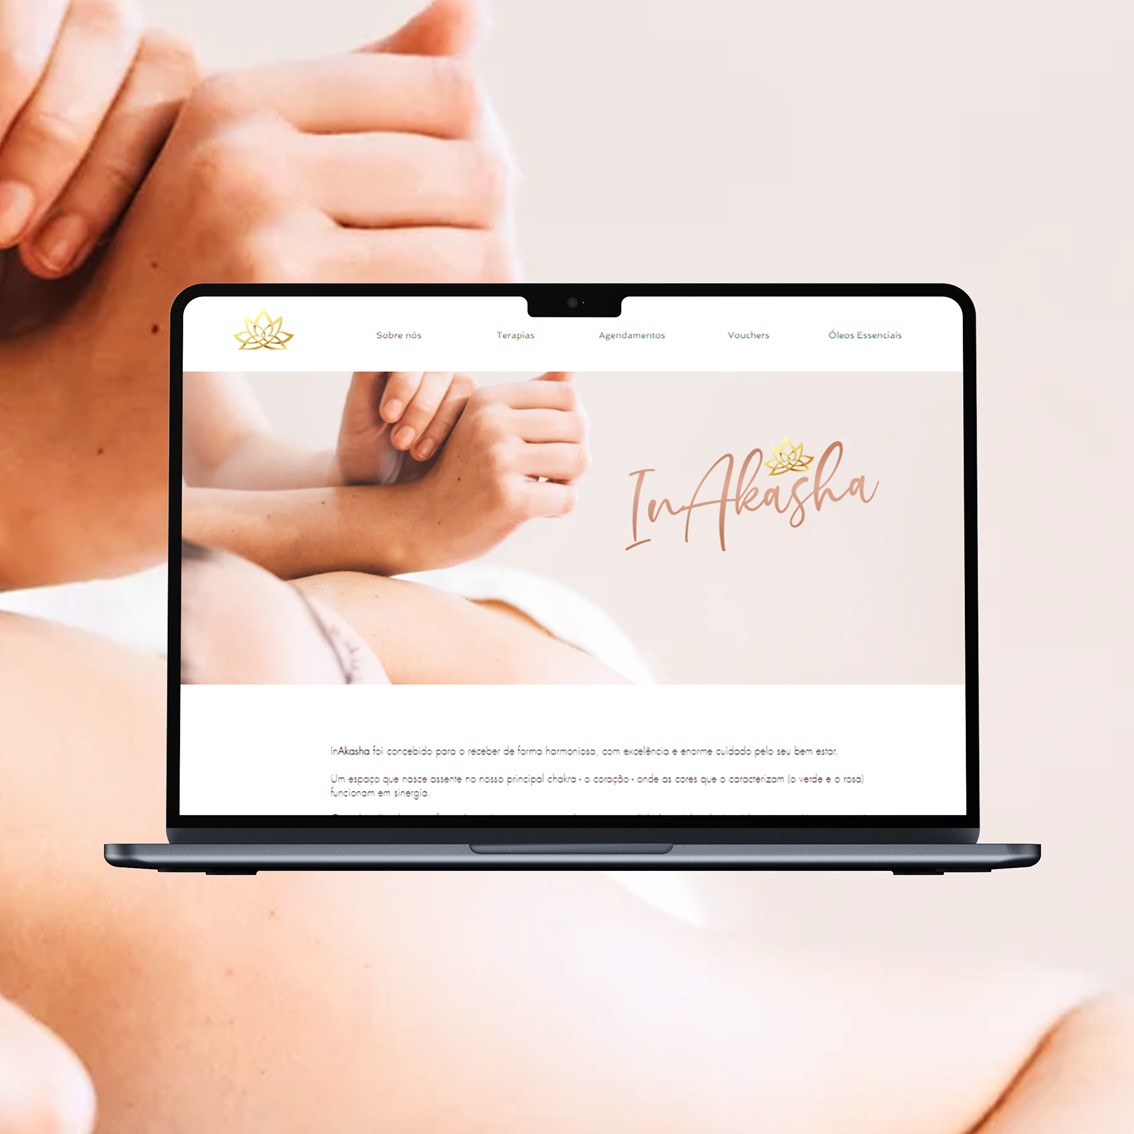 Sobre nós Terapias Agendamentos Vouchers Óleos Essenciais
InAkasha
InAkasha foi concebido para o receber de forma harmoniosa, com excelência e enorme cuidado pelo seu bem estar.
Um espaço que nasce assente no nosso principal chakra - o coração - onde as cores que o caracterizam (o verde e o rosa)
funcionam em sinergia.